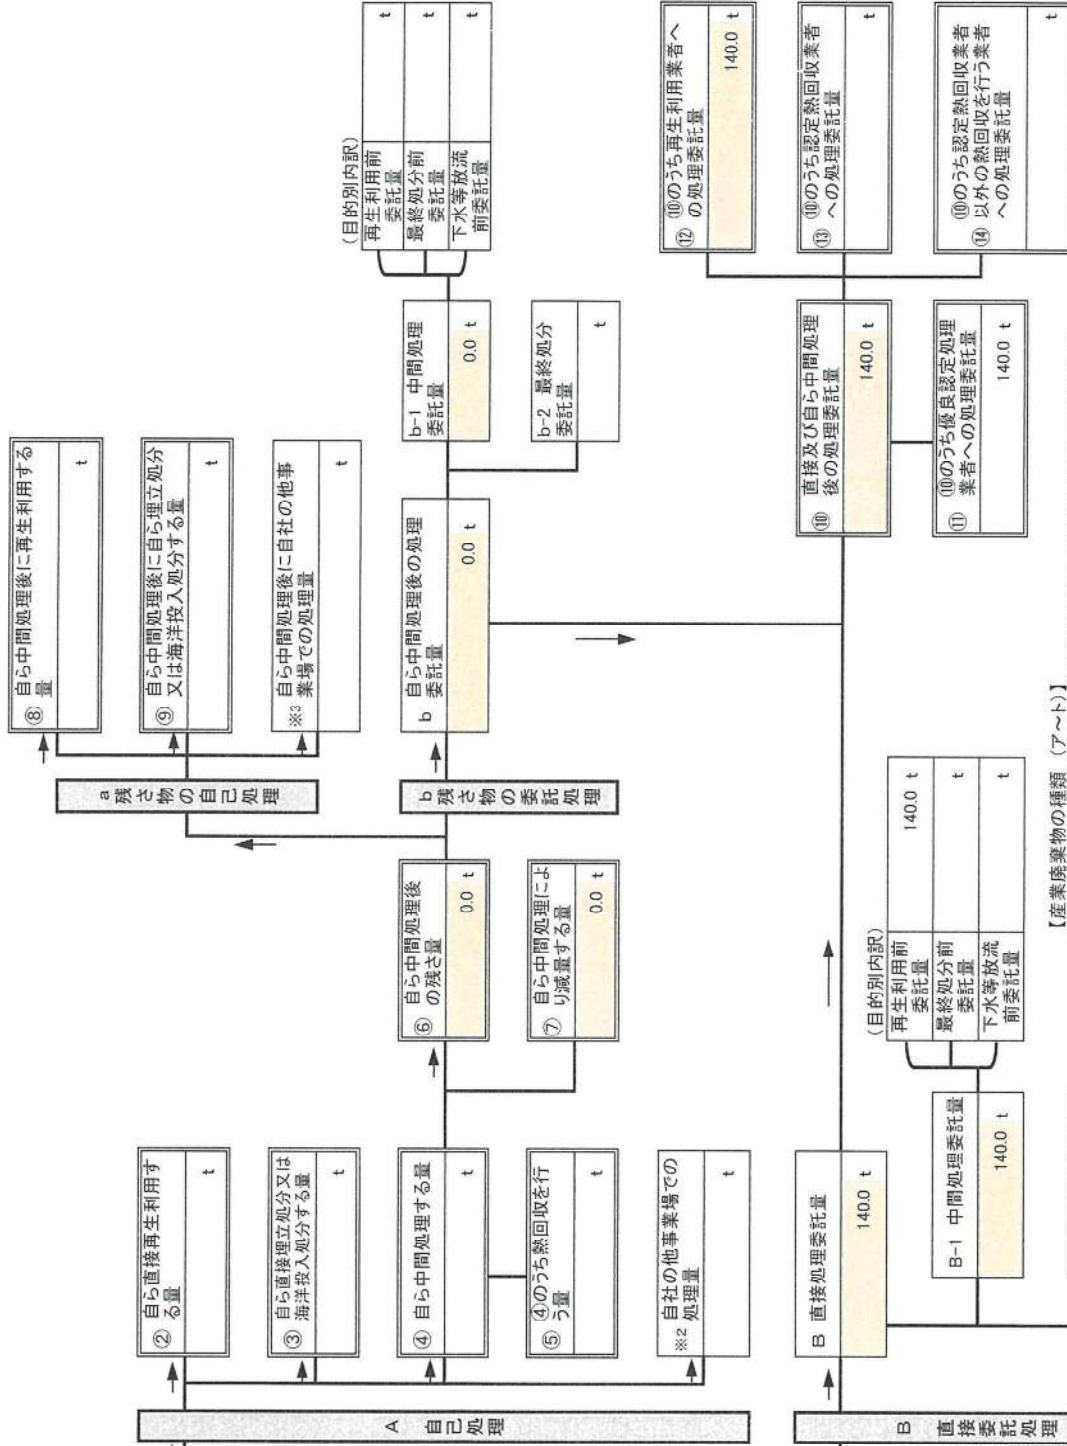 A 自己処理
② 自ら直接再生利用す
る量
t
③ 自ら直接埋立処分又は
海洋投入処分する量
t
④ 自ら中間処理する量
t
⑤ ④のうち熱回収を行
う量
t
※2 自社の他事業場での
処理量
t
⑥ 自ら中間処理後
の残さ量
0.0 t
⑦ 自ら中間処理によ
り減量する量
0.0 t
a 残さ物の自己処理
⑧ 自ら中間処理後に再生利用する
量
t
⑨ 自ら中間処理後に自ら埋立処分
又は海洋投入処分する量
t
※3 自ら中間処理後に自社の他事
業場での処理量
t
b 残さ物の委託処理
b 自ら中間処理後の処理
委託量
0.0 t
b-1 中間処理
委託量
0.0 t
b-2 最終処分
委託量
t
(目的別内訳)
再生利用前
委託量
t
最終処分前
委託量
t
下水等放流
前委託量
t
B 直接委託処理
B 直接処理委託量
140.0 t
B-1 中間処理委託量
140.0 t
(目的別内訳)
再生利用前
委託量
140.0 t
最終処分前
委託量
t
下水等放流
前委託量
t
⑩ 直接及び自ら中間処理
後の処理委託量
140.0 t
⑪ ⑩のうち優良認定処理
業者への処理委託量
140.0 t
⑫ ⑩のうち再生利用業者へ
の処理委託量
140.0 t
⑬ ⑩のうち認定熱回収業者
への処理委託量
t
⑭ ⑩のうち認定熱回収業者
以外の熱回収を行う業者
への処理委託量
t
【産業廃棄物の種類 (ア～ト)】